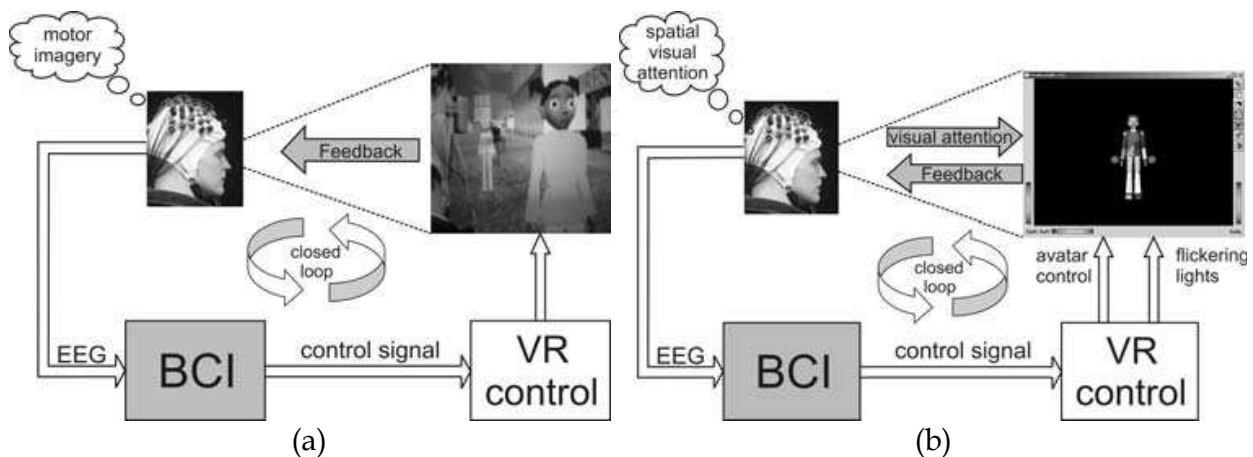 motor
imagery
Feedback
closed
loop
EEG
BCI
control signal
VR
control
(a)
spatial
visual
attention
visual attention
Feedback
closed
loop
avatar
control
flickering
lights
EEG
BCI
control signal
VR
control
(b)